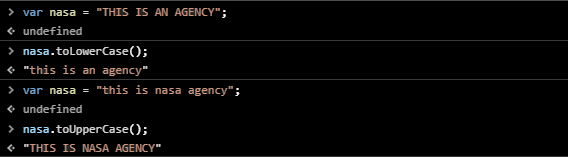 > var nasa = "THIS IS AN AGENCY";
< undefined
> nasa.toLowerCase();
< "this is an agency"
> var nasa = "this is nasa agency";
< undefined
> nasa.toUpperCase();
< "THIS IS NASA AGENCY"